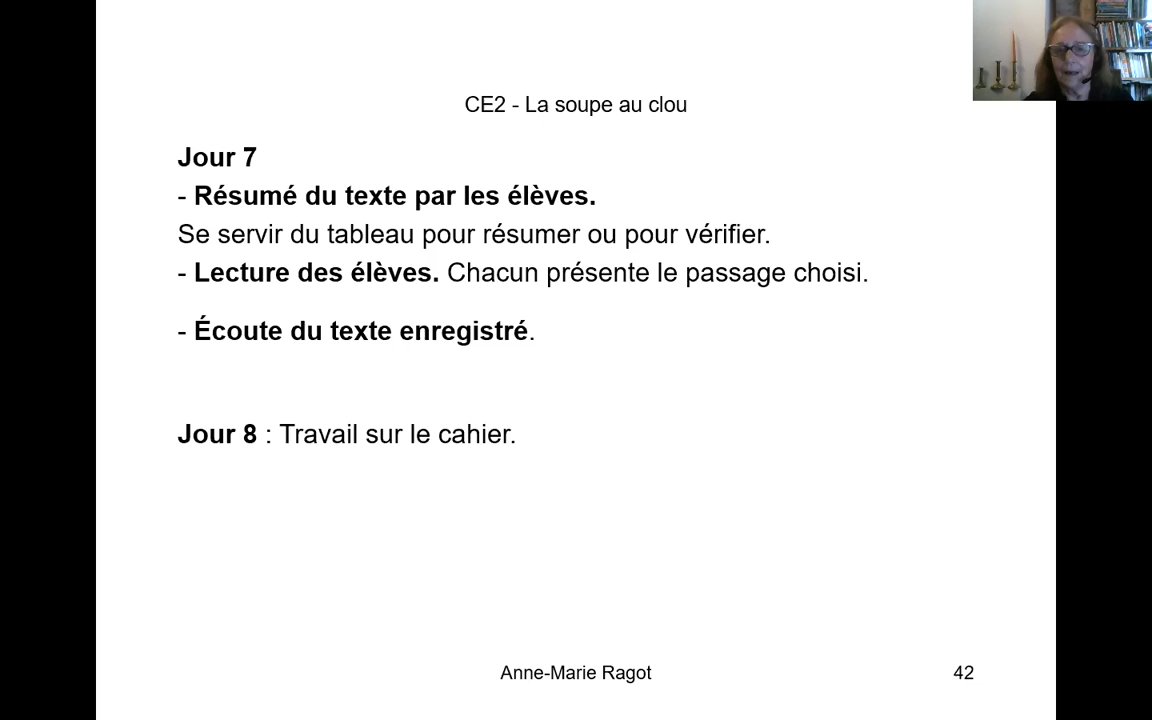 CE2 - La soupe au clou
Jour 7
- Résumé du texte par les élèves.
Se servir du tableau pour résumer ou pour vérifier.
- Lecture des élèves. Chacun présente le passage choisi.
- Écoute du texte enregistré.
Jour 8 : Travail sur le cahier.
Anne-Marie Ragot
42